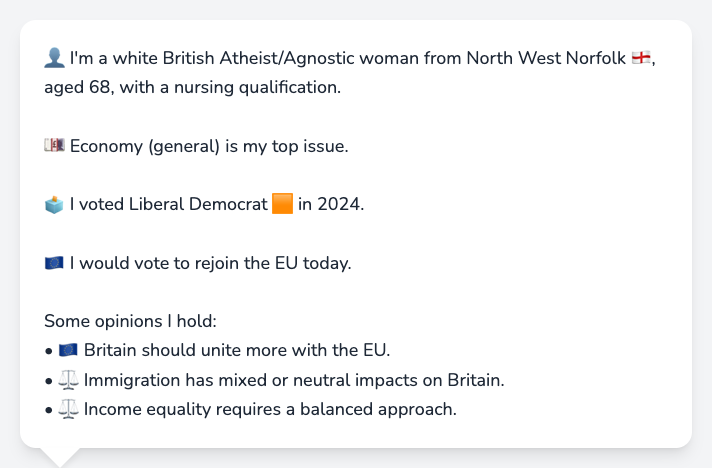 👤 I'm a white British Atheist/Agnostic woman from North West Norfolk 🏴󠁧󠁢󠁥󠁮󠁧󠁿,
aged 68, with a nursing qualification.
💷 Economy (general) is my top issue.
🗳️ I voted Liberal Democrat 🟧 in 2024.
🇪🇺 I would vote to rejoin the EU today.
Some opinions I hold:
• 🇪🇺 Britain should unite more with the EU.
• ⚖️ Immigration has mixed or neutral impacts on Britain.
• ⚖️ Income equality requires a balanced approach.